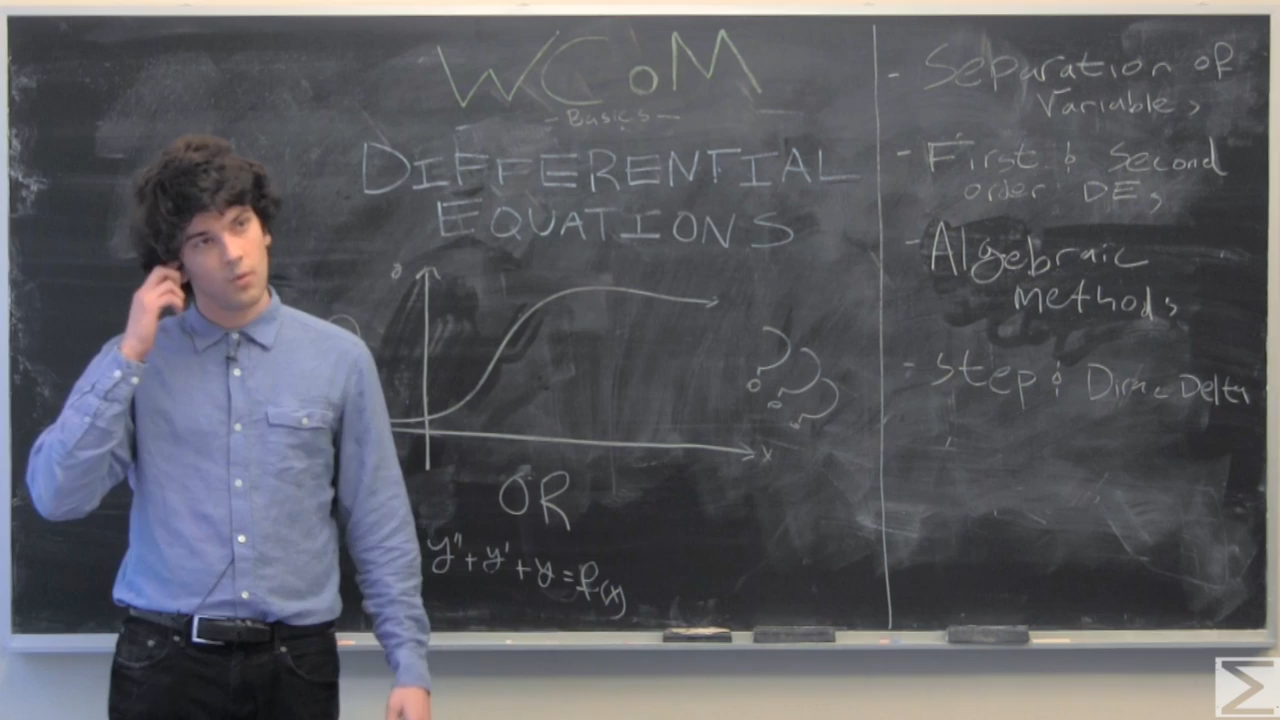 WCoM
- Basics -
DIFFERENTIAL
EQUATIONS
y
x
???
OR
y" + y' + y = f(x)
- Separation of
Variables
- First & Second
order DEs
- Algebraic
methods
- Step & Dirac Delta
Σ